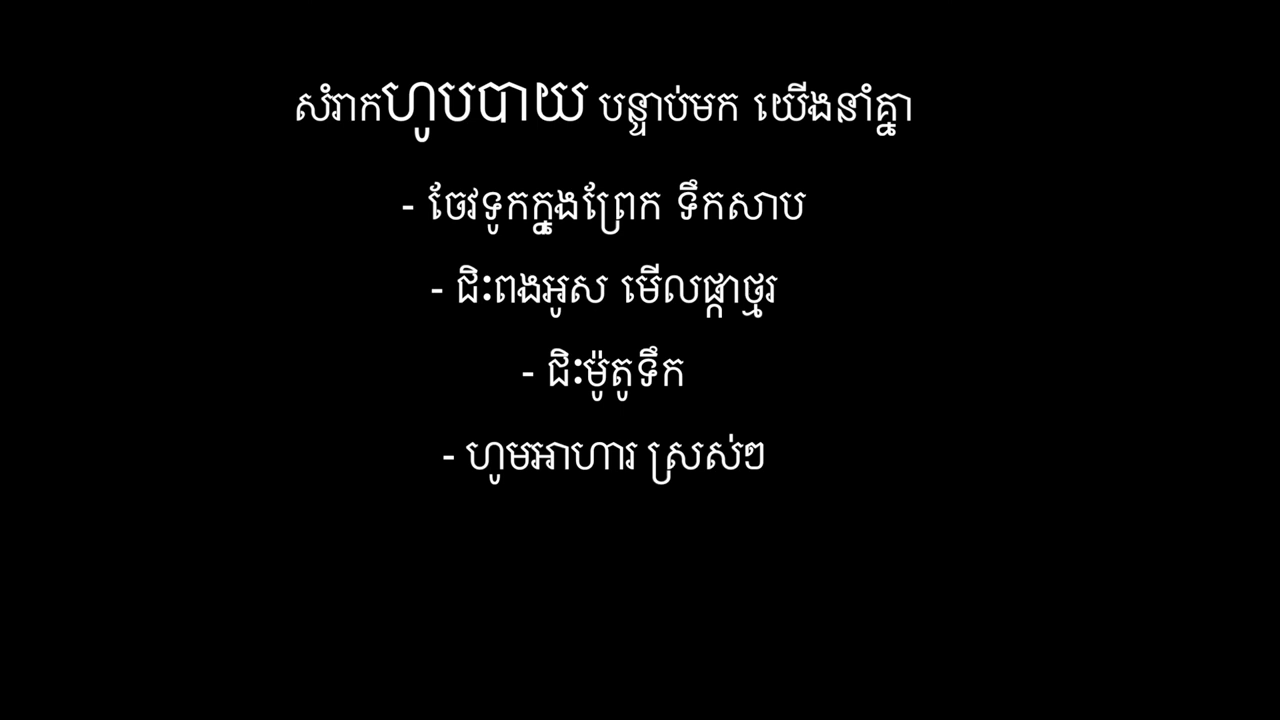 សំរាកហូបបាយ បន្ទាប់មក យើងនាំគ្នា
- ចែវទូកក្នុងព្រែក ទឹកសាប
- ជិះពងអូស មើលផ្កាថ្មរ
- ជិះម៉ូតូទឹក
- ហូមអាហារ ស្រស់ៗ